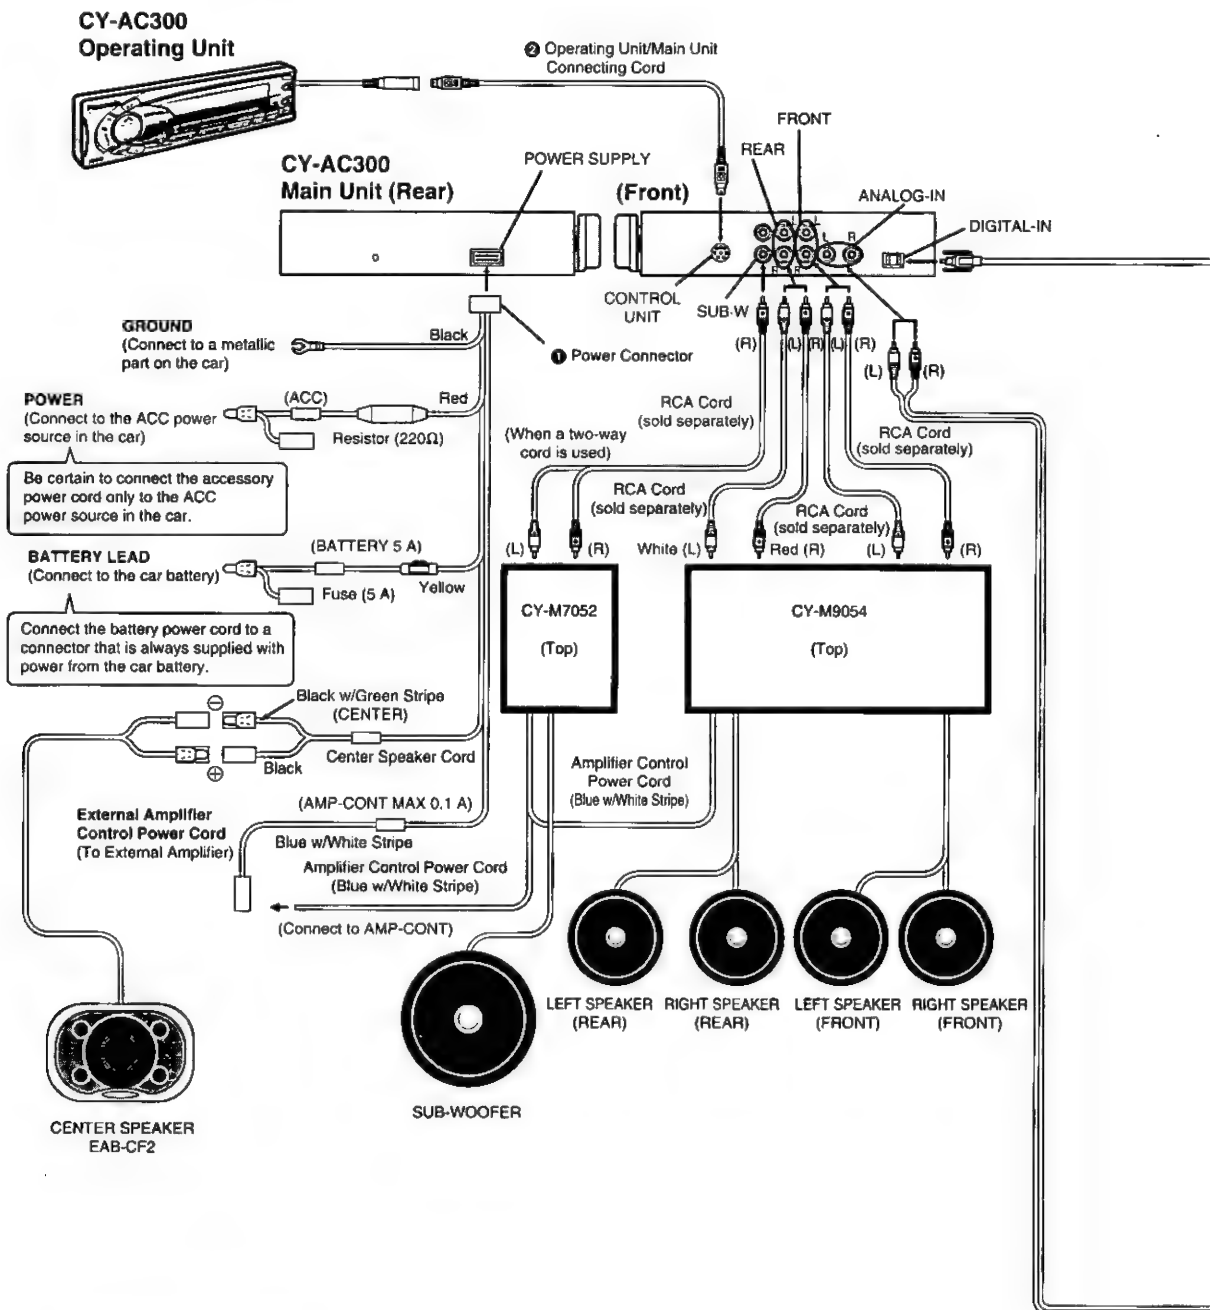 CY-AC300
Operating Unit
❷ Operating Unit/Main Unit
Connecting Cord
FRONT
REAR
POWER SUPPLY
CY-AC300
Main Unit (Rear)
(Front)
ANALOG-IN
DIGITAL-IN
L
R
R
R
CONTROL
UNIT
SUB-W
GROUND
(Connect to a metallic
part on the car)
Black
❶ Power Connector
(R)
(L)
(R)
(L)
(R)
(L)
(R)
POWER
(Connect to the ACC power
source in the car)
(ACC)
Red
Resistor (220Ω)
RCA Cord
(sold separately)
RCA Cord
(sold separately)
(When a two-way
cord is used)
Be certain to connect the accessory
power cord only to the ACC
power source in the car.
RCA Cord
(sold separately)
RCA Cord
(sold separately)
BATTERY LEAD
(Connect to the car battery)
(BATTERY 5 A)
Fuse (5 A)
Yellow
(L)
(R)
White (L)
Red (R)
(L)
(R)
Connect the battery power cord to a
connector that is always supplied with
power from the car battery.
CY-M7052
(Top)
CY-M9054
(Top)
⊖
Black w/Green Stripe
(CENTER)
Center Speaker Cord
⊕
Black
Amplifier Control
Power Cord
(Blue w/White Stripe)
External Amplifier
Control Power Cord
(To External Amplifier)
(AMP-CONT MAX 0.1 A)
Blue w/White Stripe
Amplifier Control Power Cord
(Blue w/White Stripe)
(Connect to AMP-CONT)
LEFT SPEAKER
(REAR)
RIGHT SPEAKER
(REAR)
LEFT SPEAKER
(FRONT)
RIGHT SPEAKER
(FRONT)
SUB-WOOFER
CENTER SPEAKER
EAB-CF2